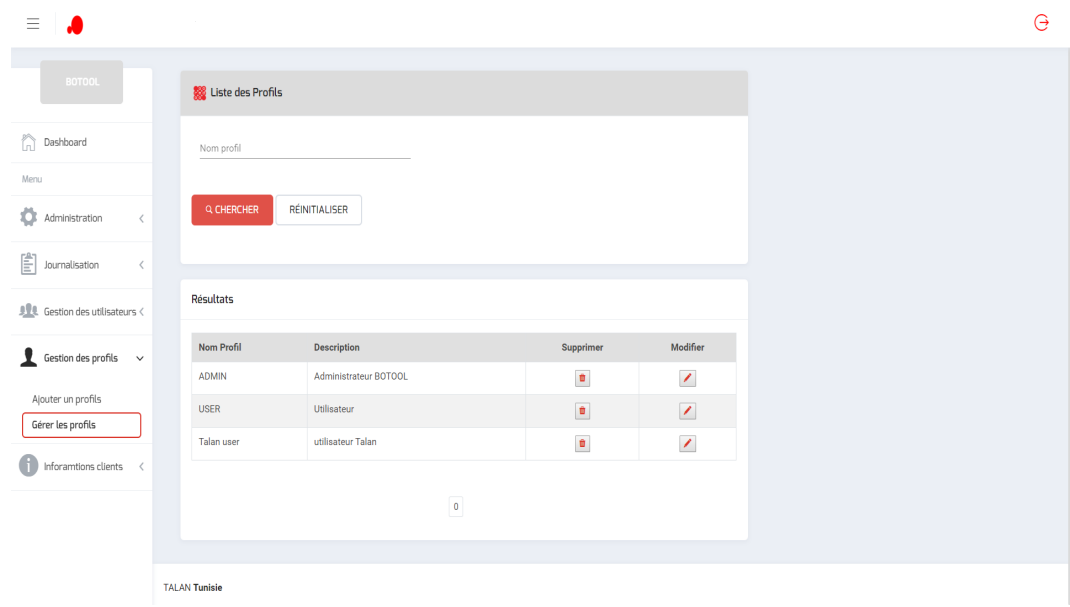 BOTOOL
Dashboard
Menu
Administration
Journalisation
Gestion des utilisateurs
Gestion des profils
Ajouter un profils
Gérer les profils
Inforamtions clients
Liste des Profils
Nom profil
CHERCHER RÉINITIALISER
Résultats
Nom Profil Description Supprimer Modifier
ADMIN Administrateur BOTOOL
USER Utilisateur
Talan user utilisateur Talan
0
TALAN Tunisie